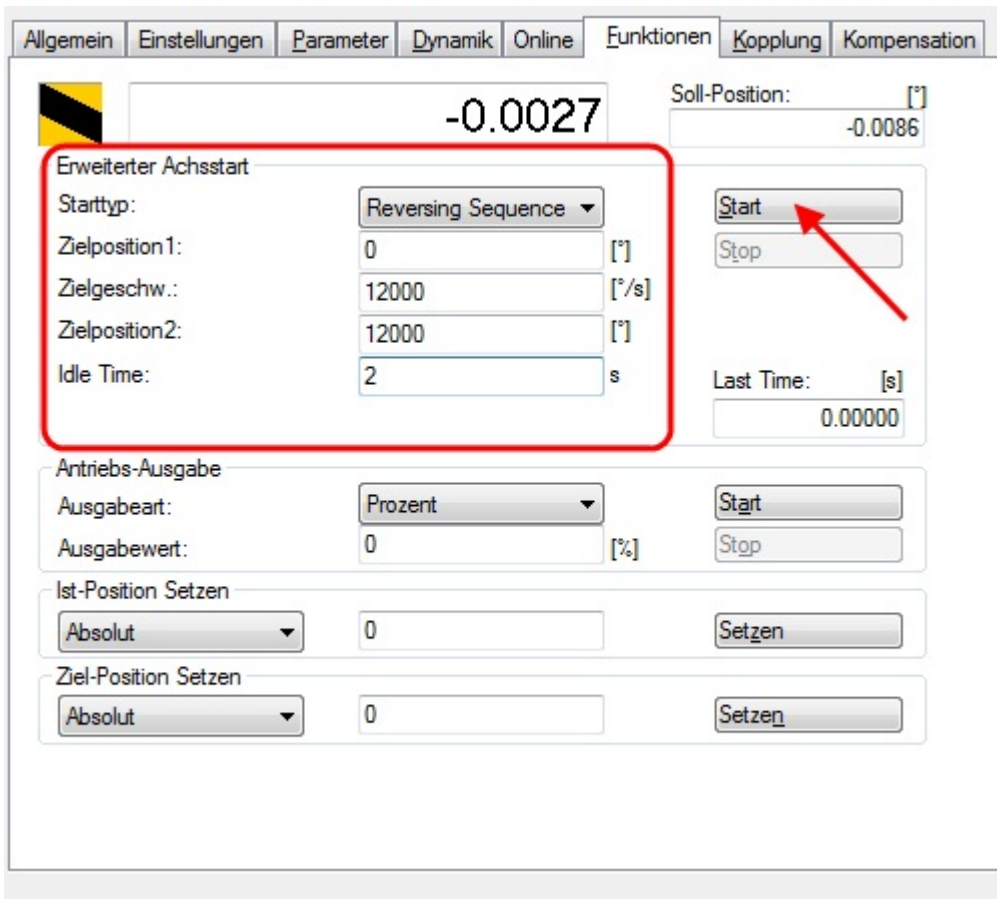 Allgemein Einstellungen Parameter Dynamik Online Funktionen Kopplung Kompensation
-0.0027
Soll-Position: [°]
-0.0086
Erweiterter Achsstart
Starttyp: Reversing Sequence Start
Zielposition1: 0 [°] Stop
Zielgeschw.: 12000 [°/s]
Zielposition2: 12000 [°]
Idle Time: 2 s
Last Time: [s]
0.00000
Antriebs-Ausgabe
Ausgabeart: Prozent Start
Ausgabewert: 0 [%] Stop
Ist-Position Setzen
Absolut 0 Setzen
Ziel-Position Setzen
Absolut 0 Setzen